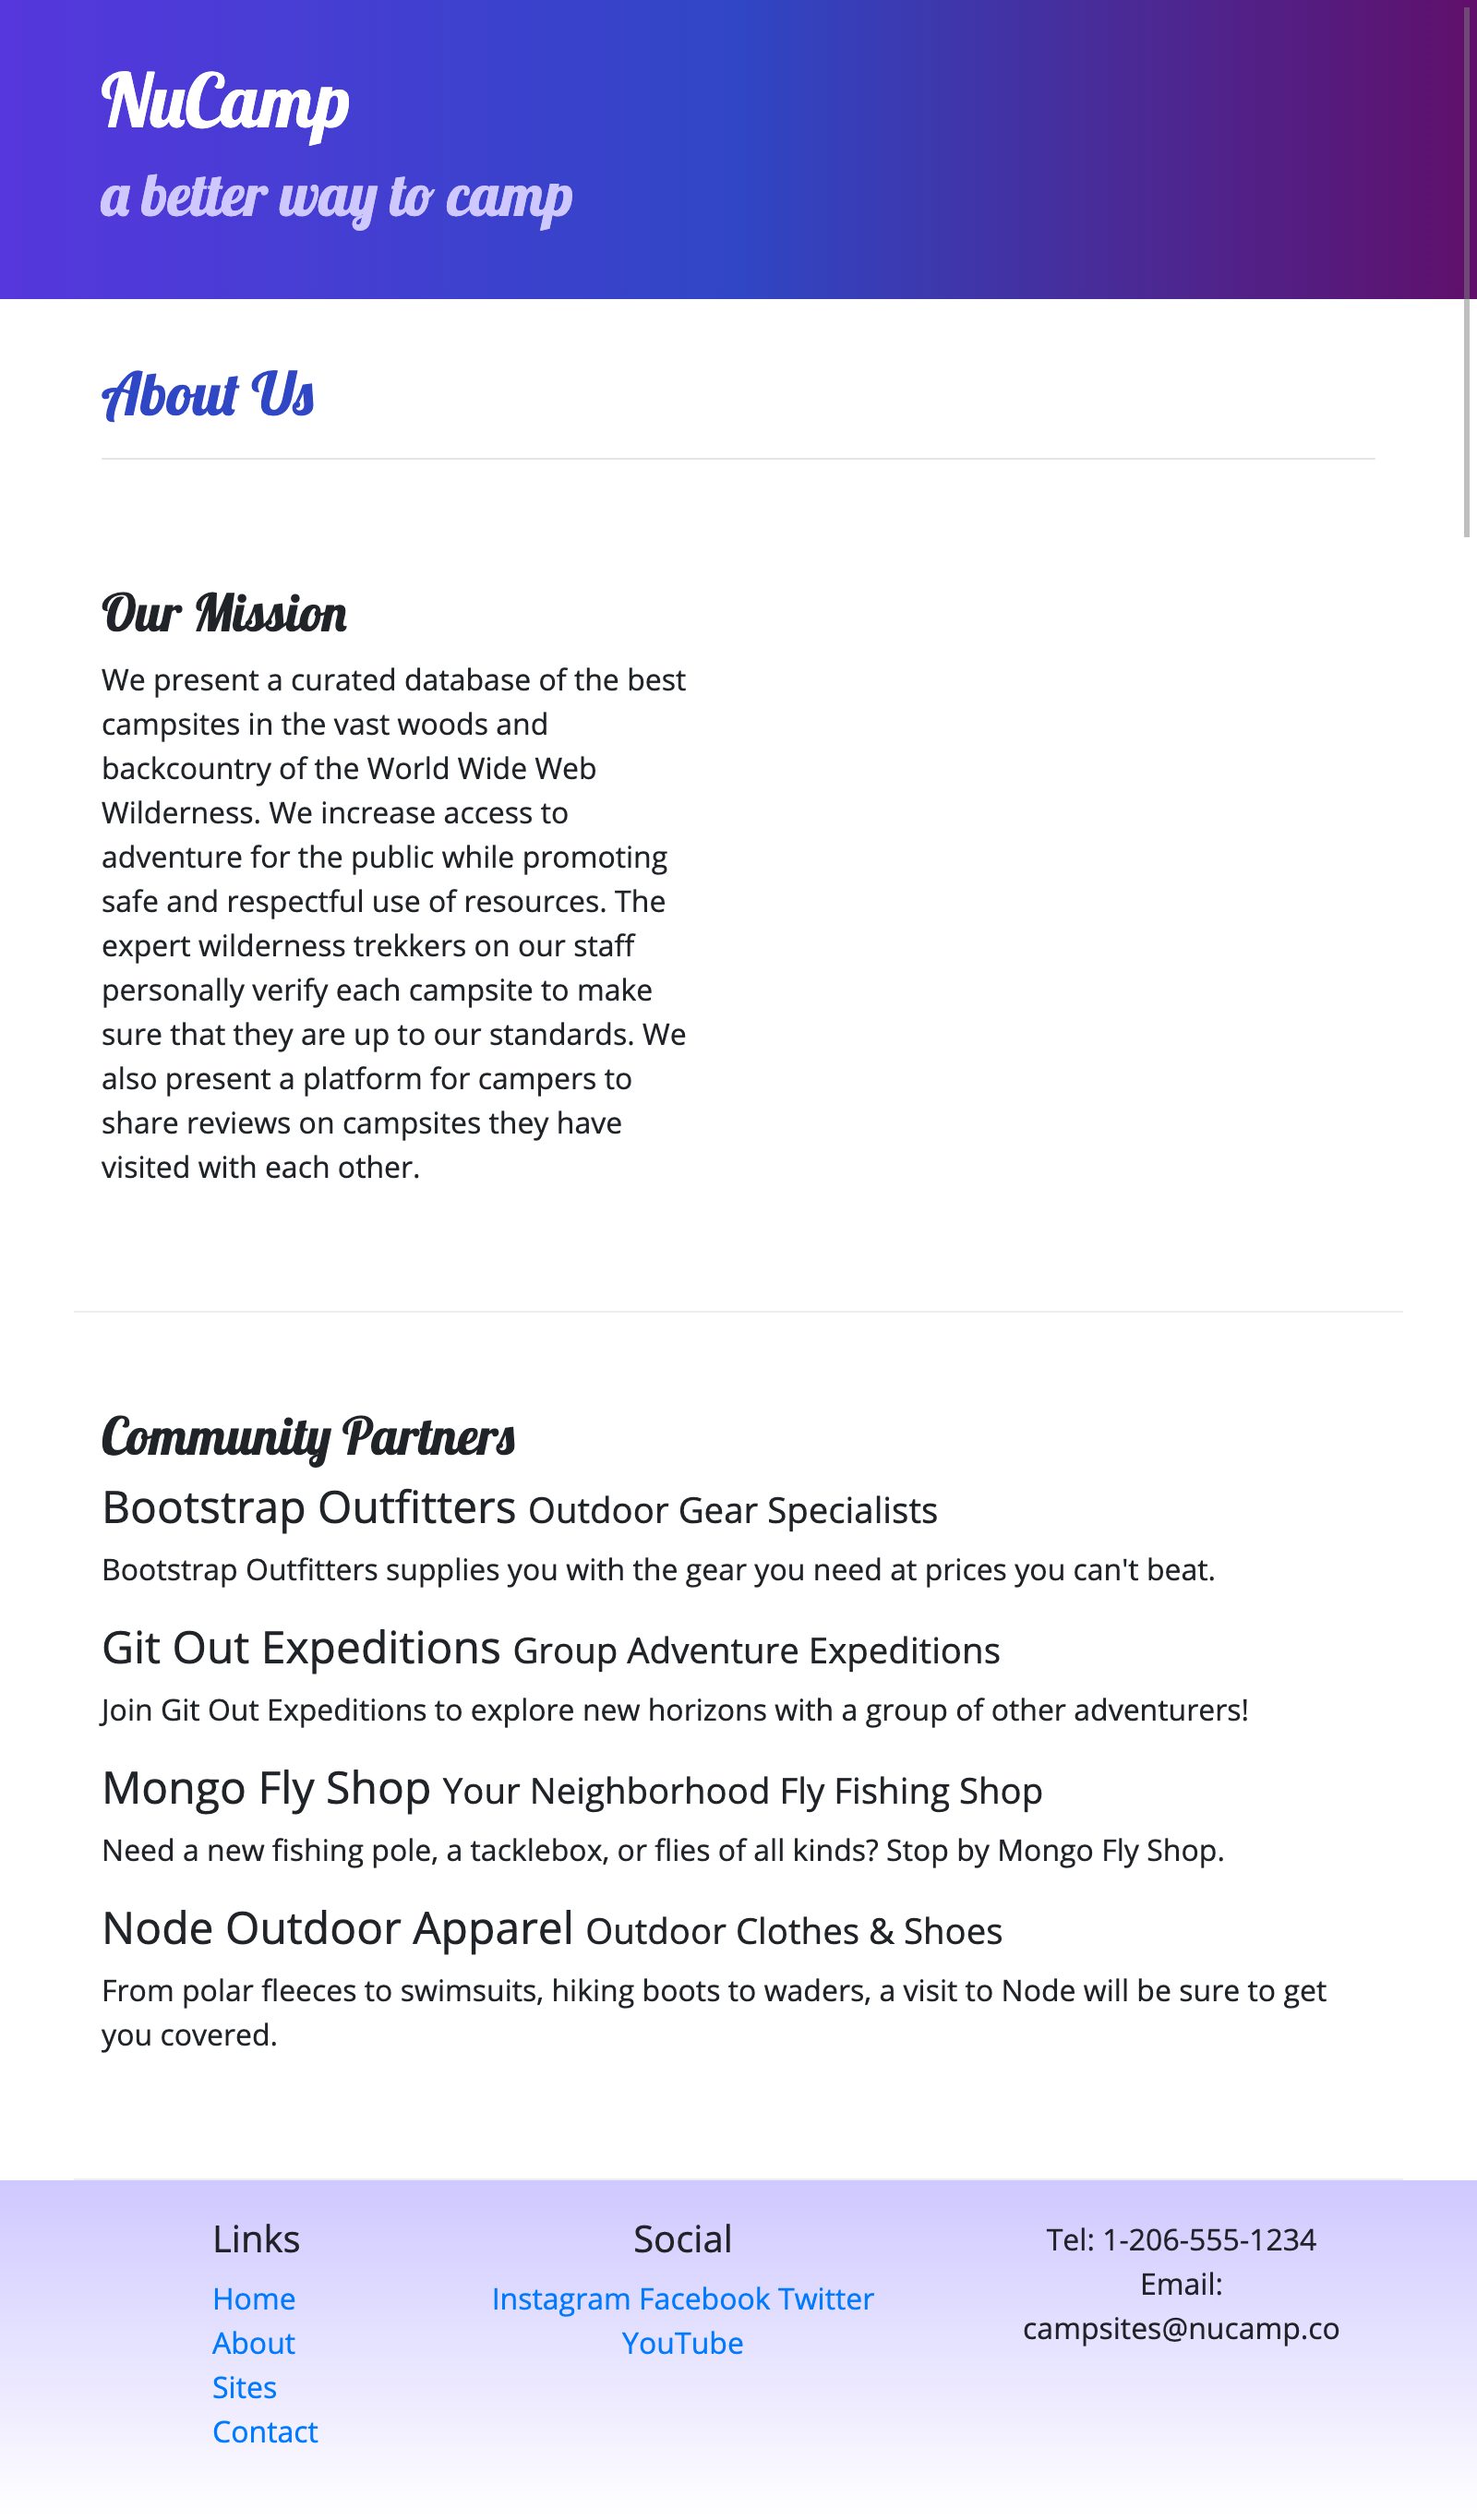 NuCamp
a better way to camp
About Us
Our Mission
We present a curated database of the best
campsites in the vast woods and
backcountry of the World Wide Web
Wilderness. We increase access to
adventure for the public while promoting
safe and respectful use of resources. The
expert wilderness trekkers on our staff
personally verify each campsite to make
sure that they are up to our standards. We
also present a platform for campers to
share reviews on campsites they have
visited with each other.
Community Partners
Bootstrap Outfitters Outdoor Gear Specialists
Bootstrap Outfitters supplies you with the gear you need at prices you can't beat.
Git Out Expeditions Group Adventure Expeditions
Join Git Out Expeditions to explore new horizons with a group of other adventurers!
Mongo Fly Shop Your Neighborhood Fly Fishing Shop
Need a new fishing pole, a tacklebox, or flies of all kinds? Stop by Mongo Fly Shop.
Node Outdoor Apparel Outdoor Clothes & Shoes
From polar fleeces to swimsuits, hiking boots to waders, a visit to Node will be sure to get
you covered.
Links
Home
About
Sites
Contact
Social
Instagram Facebook Twitter
YouTube
Tel: 1-206-555-1234
Email:
campsites@nucamp.co